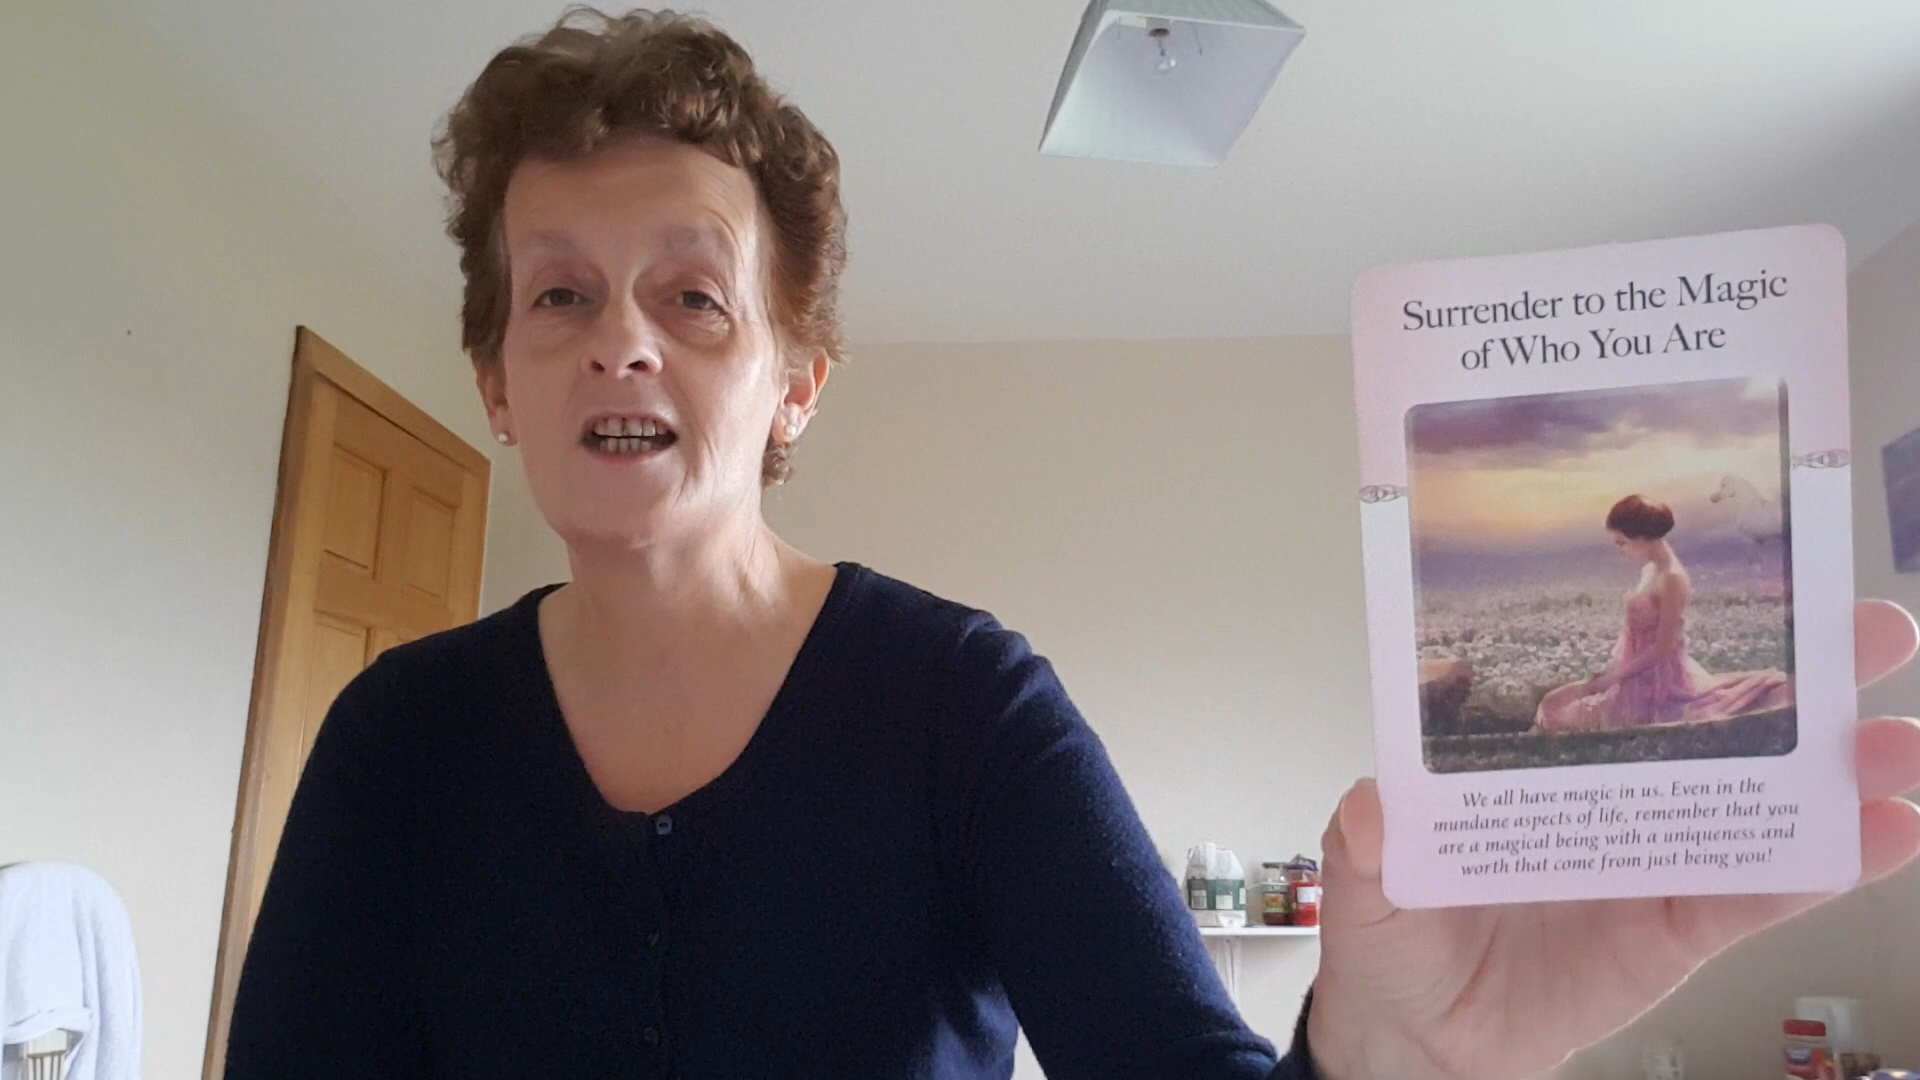 Surrender to the Magic
of Who You Are
We all have magic in us. Even in the
mundane aspects of life, remember that you
are a magical being with a uniqueness and
worth that come from just being you!